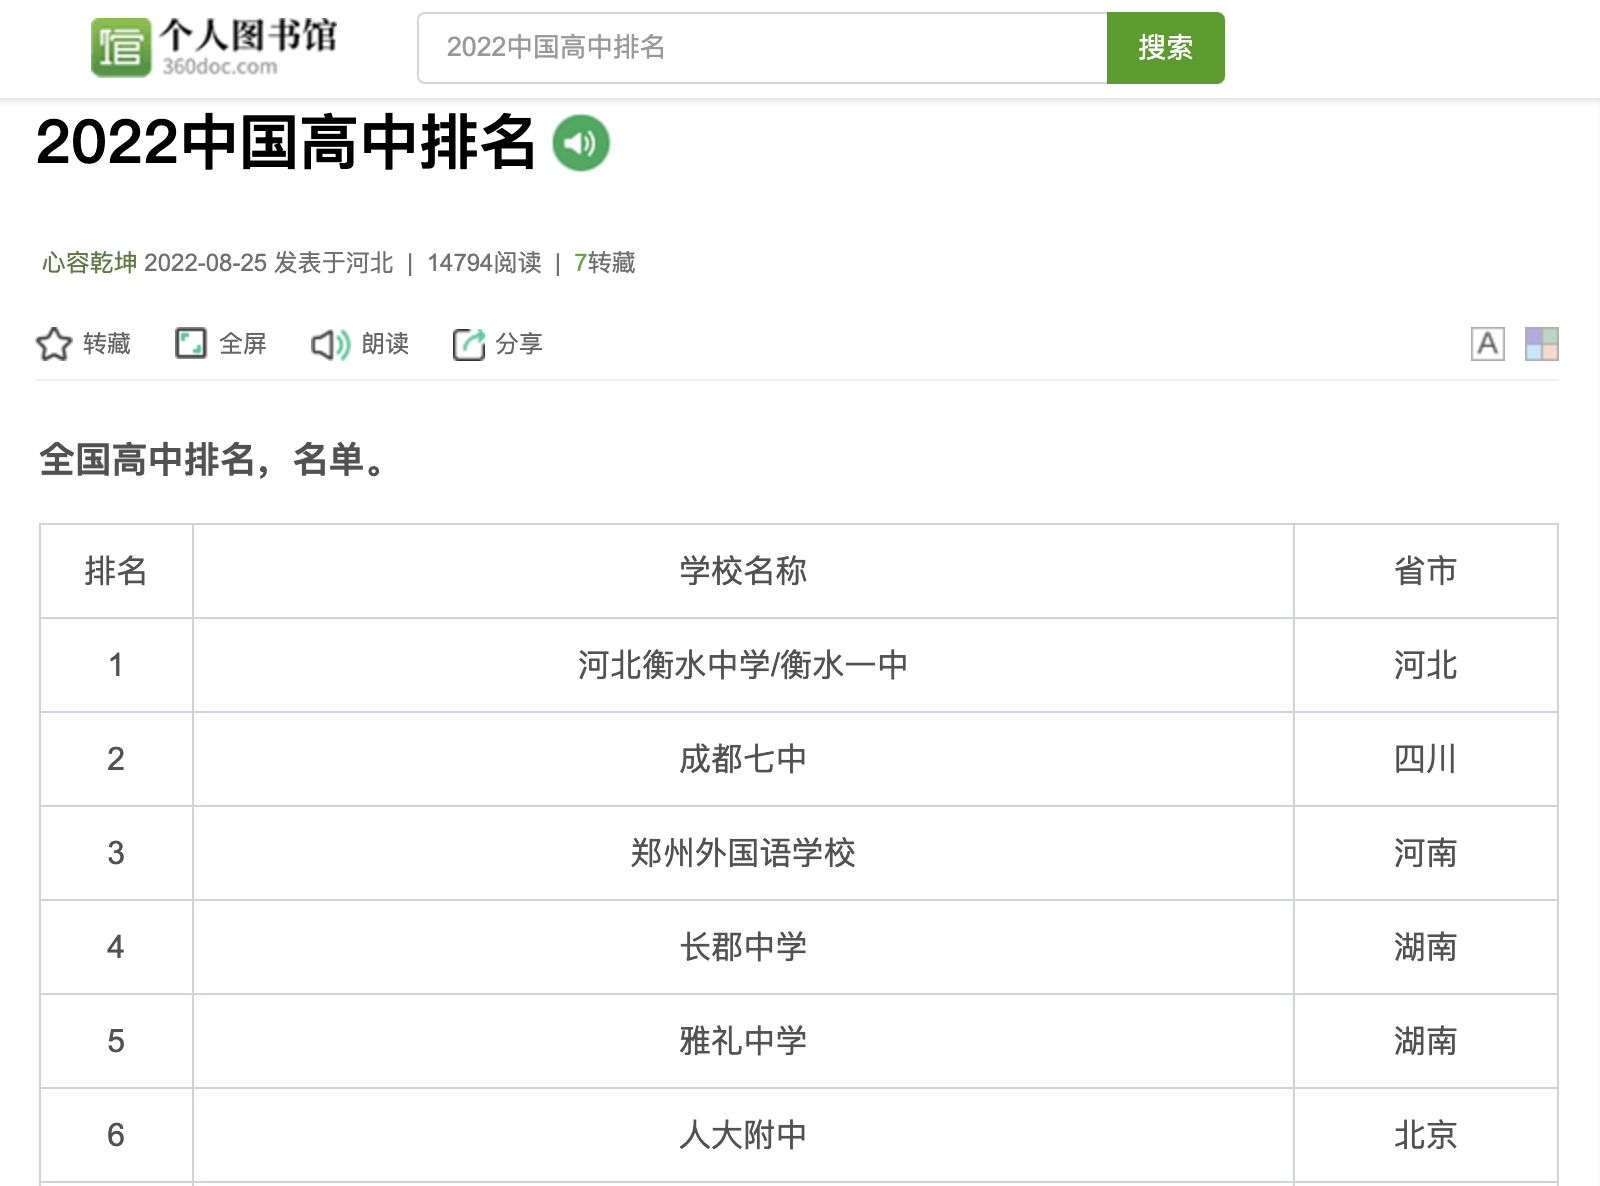 个人图书馆
360doc.com
2022中国高中排名
搜索
2022中国高中排名
心容乾坤 2022-08-25 发表于河北 | 14794阅读 | 7转藏
转藏 全屏 朗读 分享 A
全国高中排名，名单。
排名 学校名称 省市
1 河北衡水中学/衡水一中 河北
2 成都七中 四川
3 郑州外国语学校 河南
4 长郡中学 湖南
5 雅礼中学 湖南
6 人大附中 北京